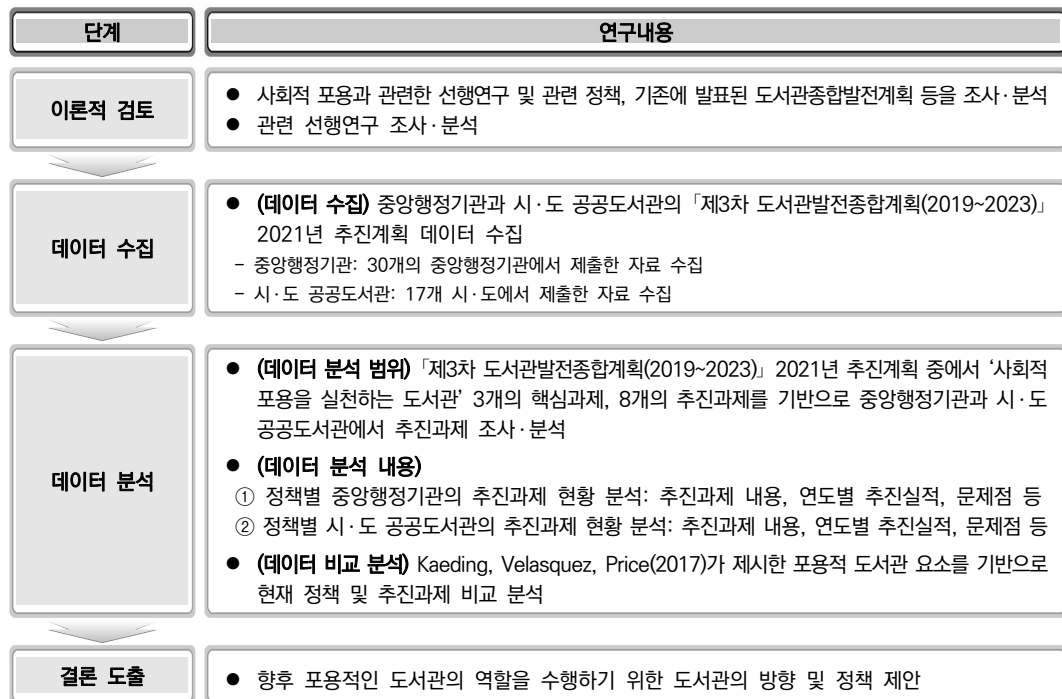 단계
연구내용
이론적 검토
● 사회적 포용과 관련한 선행연구 및 관련 정책, 기존에 발표된 도서관종합발전계획 등을 조사·분석
● 관련 선행연구 조사·분석
데이터 수집
● (데이터 수집) 중앙행정기관과 시·도 공공도서관의 「제3차 도서관발전종합계획(2019~2023)」
2021년 추진계획 데이터 수집
- 중앙행정기관: 30개의 중앙행정기관에서 제출한 자료 수집
- 시·도 공공도서관: 17개 시·도에서 제출한 자료 수집
데이터 분석
● (데이터 분석 범위) 「제3차 도서관발전종합계획(2019~2023)」 2021년 추진계획 중에서 ‘사회적
포용을 실천하는 도서관’ 3개의 핵심과제, 8개의 추진과제를 기반으로 중앙행정기관과 시·도
공공도서관에서 추진과제 조사·분석
● (데이터 분석 내용)
① 정책별 중앙행정기관의 추진과제 현황 분석: 추진과제 내용, 연도별 추진실적, 문제점 등
② 정책별 시·도 공공도서관의 추진과제 현황 분석: 추진과제 내용, 연도별 추진실적, 문제점 등
● (데이터 비교 분석) Kaeding, Velasquez, Price(2017)가 제시한 포용적 도서관 요소를 기반으로
현재 정책 및 추진과제 비교 분석
결론 도출
● 향후 포용적인 도서관의 역할을 수행하기 위한 도서관의 방향 및 정책 제안